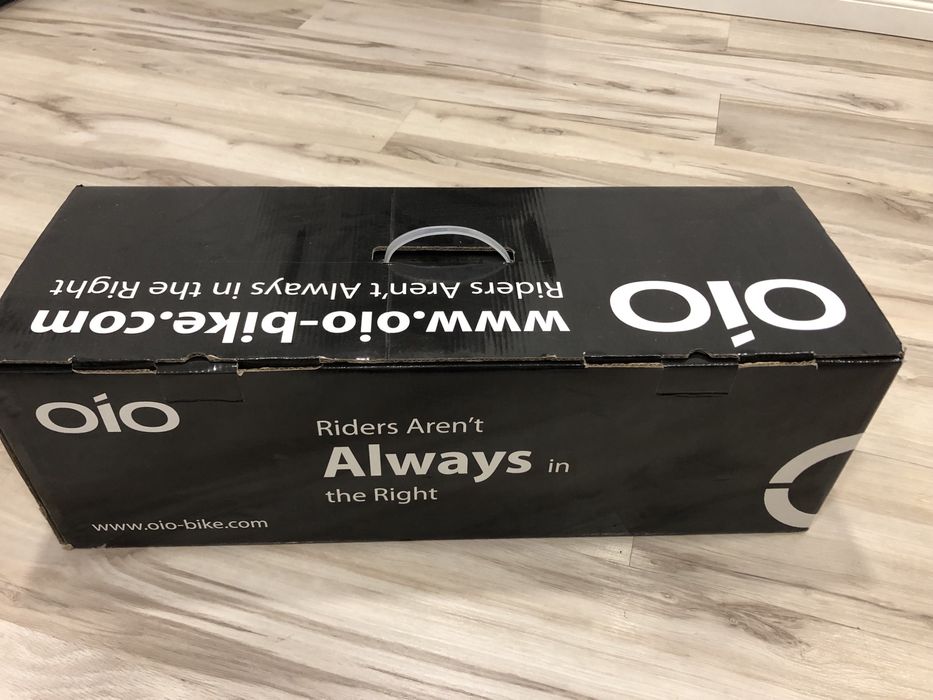 oio
www.oio-bike.com
Riders Aren't Always in the Right
oio
Riders Aren't
Always in
the Right
www.oio-bike.com